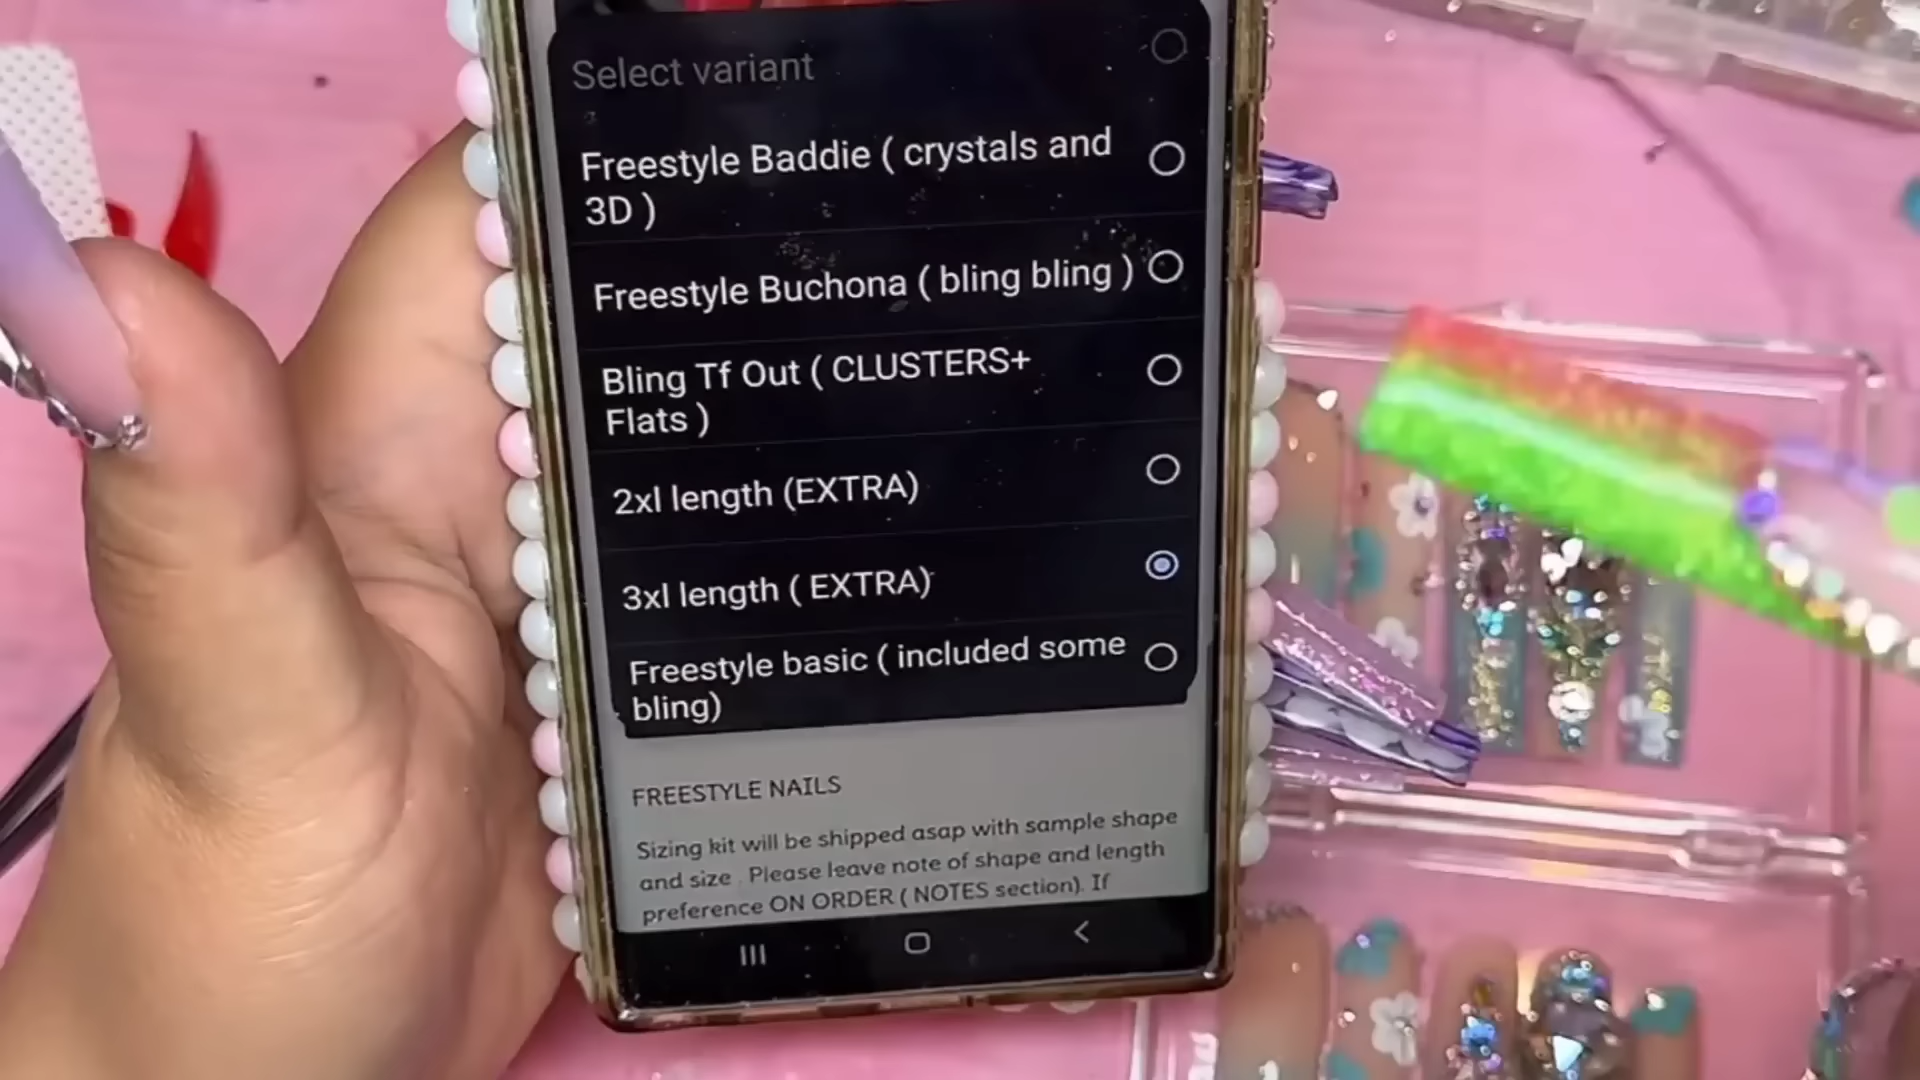 Select variant
Freestyle Baddie ( crystals and
3D )
Freestyle Buchona ( bling bling )
Bling Tf Out ( CLUSTERS+
Flats )
2xl length (EXTRA)
3xl length ( EXTRA)
Freestyle basic ( included some
bling)
FREESTYLE NAILS
Sizing kit will be shipped asap with sample shape
and size . Please leave note of shape and length
preference ON ORDER ( NOTES section). If